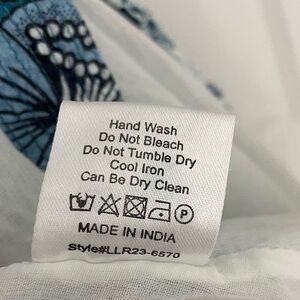 Hand Wash
Do Not Bleach
Do Not Tumble Dry
Cool Iron
Can Be Dry Clean
P
MADE IN INDIA
Style#LLR23-6570